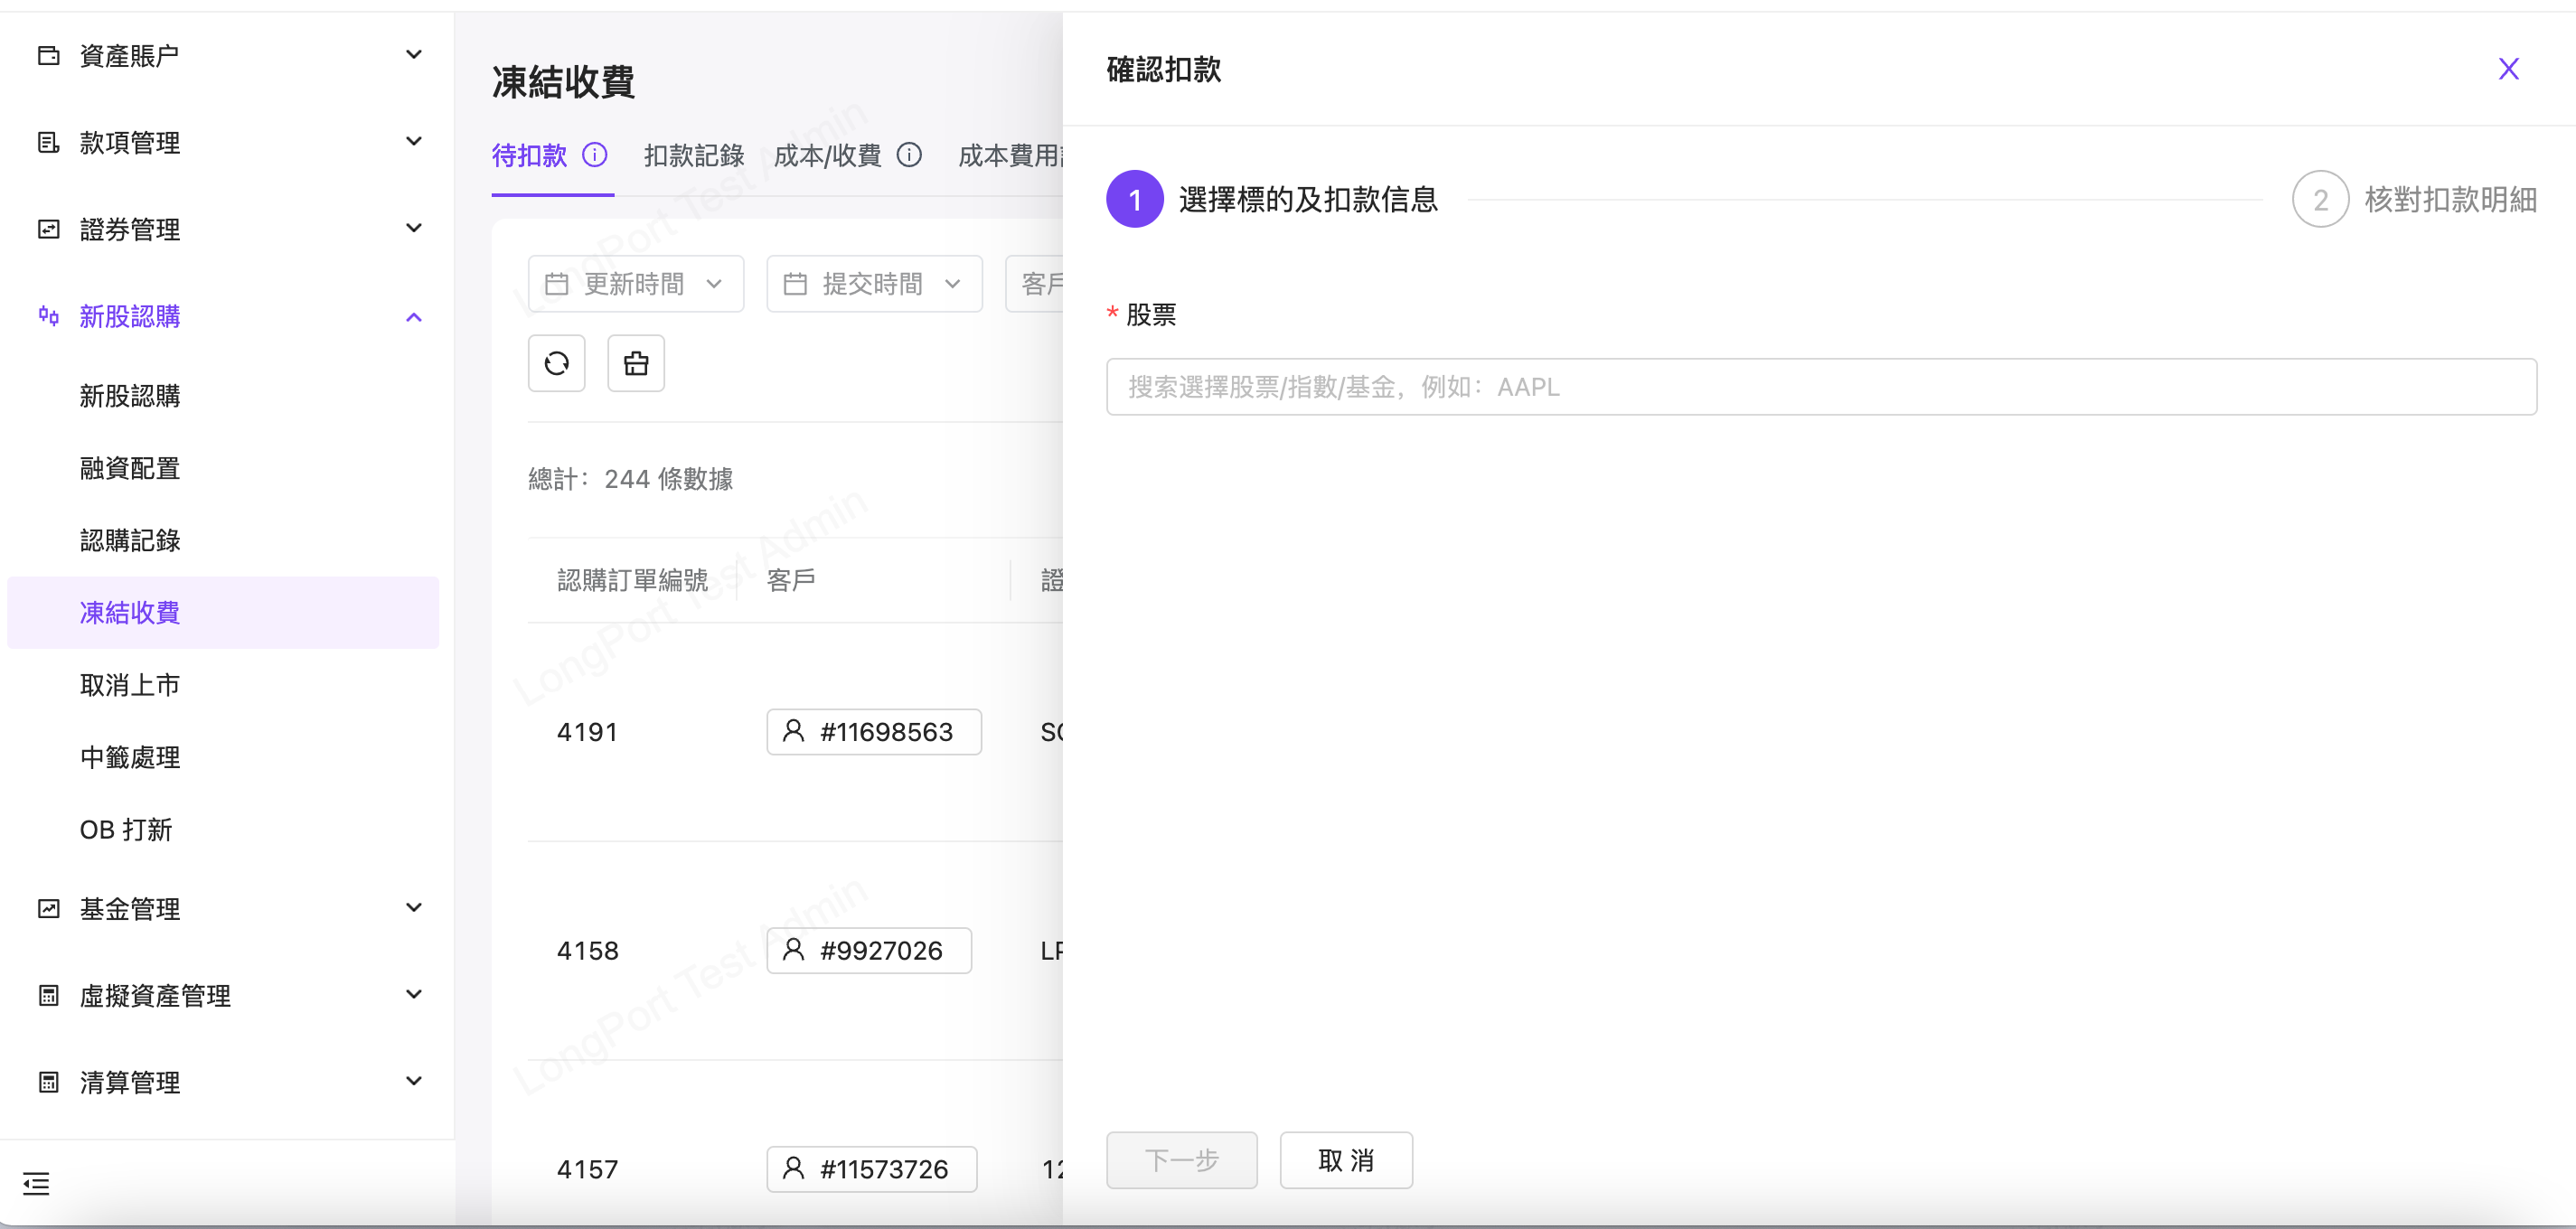 資產賬户
款項管理
證券管理
新股認購
新股認購
融資配置
認購記錄
凍結收費
取消上市
中籤處理
OB 打新
基金管理
虛擬資產管理
清算管理
凍結收費
待扣款 扣款記錄 成本/收費 成本費用
更新時間 提交時間 客戶
總計：244 條數據
認購訂單編號 客戶 證
4191 #11698563
4158 #9927026
4157 #11573726 12
LongPort Test Admin
LongPort Test Admin
LongPort Test Admin
確認扣款
1 選擇標的及扣款信息 2 核對扣款明細
* 股票
搜索選擇股票/指數/基金，例如：AAPL
下一步 取 消